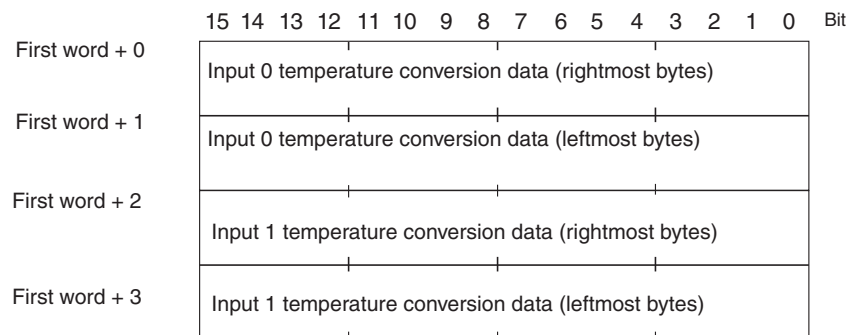 15 14 13 12 11 10 9 8 7 6 5 4 3 2 1 0 Bit
First word + 0
Input 0 temperature conversion data (rightmost bytes)
First word + 1
Input 0 temperature conversion data (leftmost bytes)
First word + 2
Input 1 temperature conversion data (rightmost bytes)
First word + 3
Input 1 temperature conversion data (leftmost bytes)